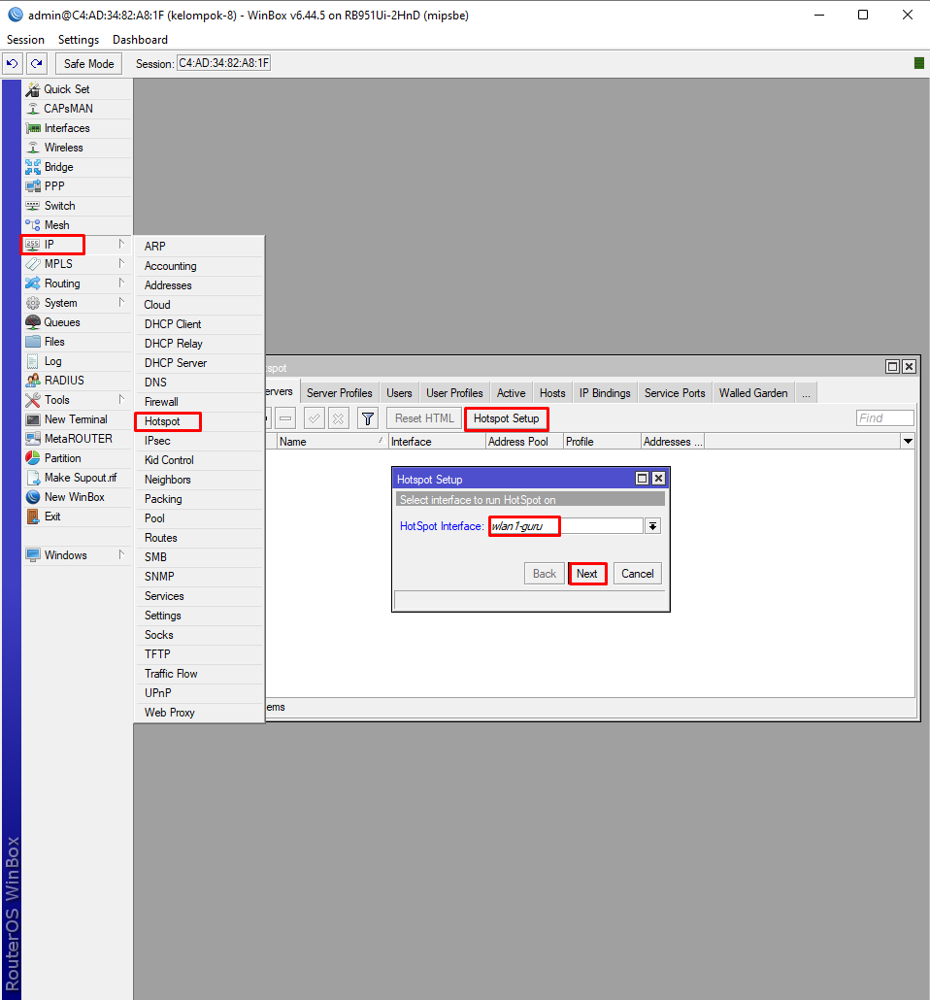 admin@C4:AD:34:82:A8:1F (kelompok-8) - WinBox v6.44.5 on RB951Ui-2HnD (mipsbe)
Session Settings Dashboard
Safe Mode Session: C4:AD:34:82:A8:1F
Quick Set
CAPsMAN
Interfaces
Wireless
Bridge
PPP
Switch
Mesh
IP
MPLS
Routing
System
Queues
Files
Log
RADIUS
Tools
New Terminal
MetaROUTER
Partition
Make Supout.rif
New WinBox
Exit
Windows
RouterOS WinBox
ARP
Accounting
Addresses
Cloud
DHCP Client
DHCP Relay
DHCP Server
DNS
Firewall
Hotspot
IPsec
Kid Control
Neighbors
Packing
Pool
Routes
SMB
SNMP
Services
Settings
Socks
TFTP
Traffic Flow
UPnP
Web Proxy
spot
ervers Server Profiles Users User Profiles Active Hosts IP Bindings Service Ports Walled Garden ...
Reset HTML Hotspot Setup Find
Name Interface Address Pool Profile Addresses ...
Hotspot Setup
Select interface to run HotSpot on
HotSpot Interface: wlan1-guru
Back Next Cancel
ems